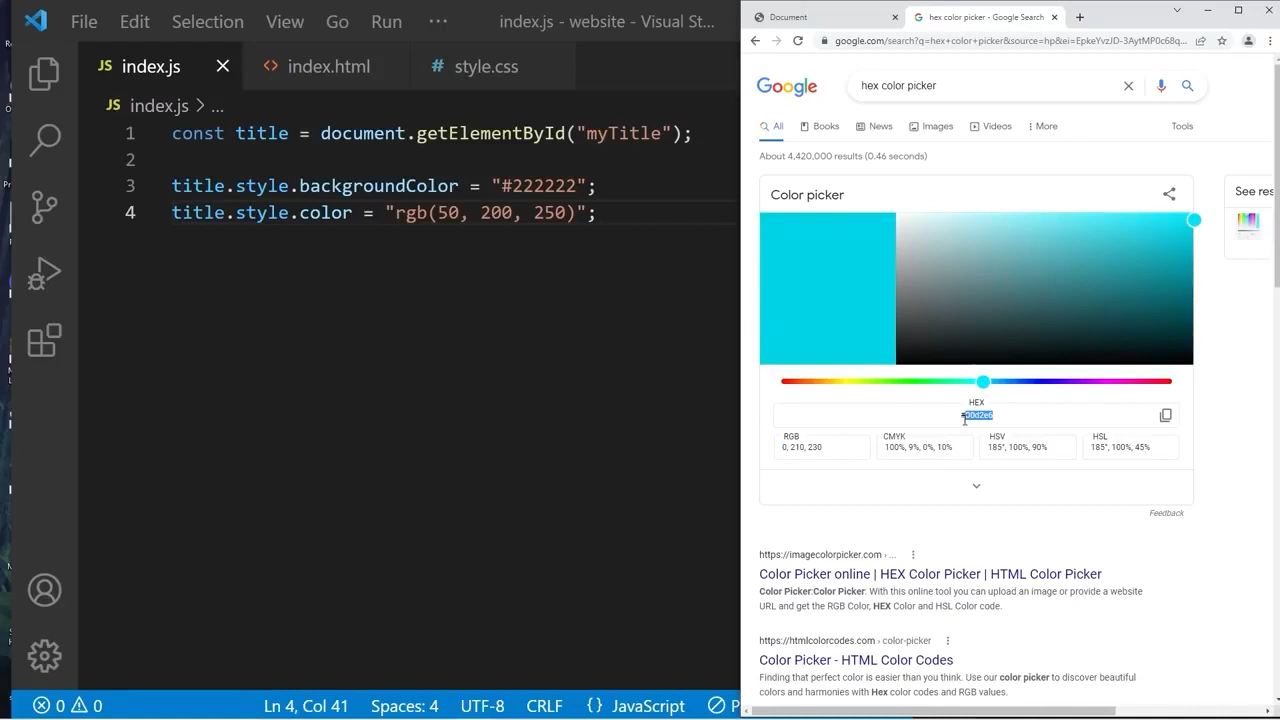 File Edit Selection View Go Run ··· index.js - website - Visual St...
JS index.js
<> index.html
# style.css
JS index.js > ...
1 const title = document.getElementById("myTitle");
2
3 title.style.backgroundColor = "#222222";
4 title.style.color = "rgb(50, 200, 250)";
0 0 Ln 4, Col 41 Spaces: 4 UTF-8 CRLF {} JavaScript P
Document
hex color picker - Google Search
google.com/search?q=hex+color+picker&source=hp&ei=EpkeYvzJD-3AytMP0c68q...
Google hex color picker
All Books News Images Videos More Tools
About 4,420,000 results (0.46 seconds)
Color picker
See res
HEX
#00d2e6
RGB
0, 210, 230
CMYK
100%, 9%, 0%, 10%
HSV
185°, 100%, 90%
HSL
185°, 100%, 45%
Feedback
https://imagecolorpicker.com › ...
Color Picker online | HEX Color Picker | HTML Color Picker
Color Picker:Color Picker: With this online tool you can upload an image or provide a website
URL and get the RGB Color, HEX Color and HSL Color code.
https://htmlcolorcodes.com › color-picker
Color Picker - HTML Color Codes
Finding that perfect color is easier than you think. Use our color picker to discover beautiful
colors and harmonies with Hex color codes and RGB values.